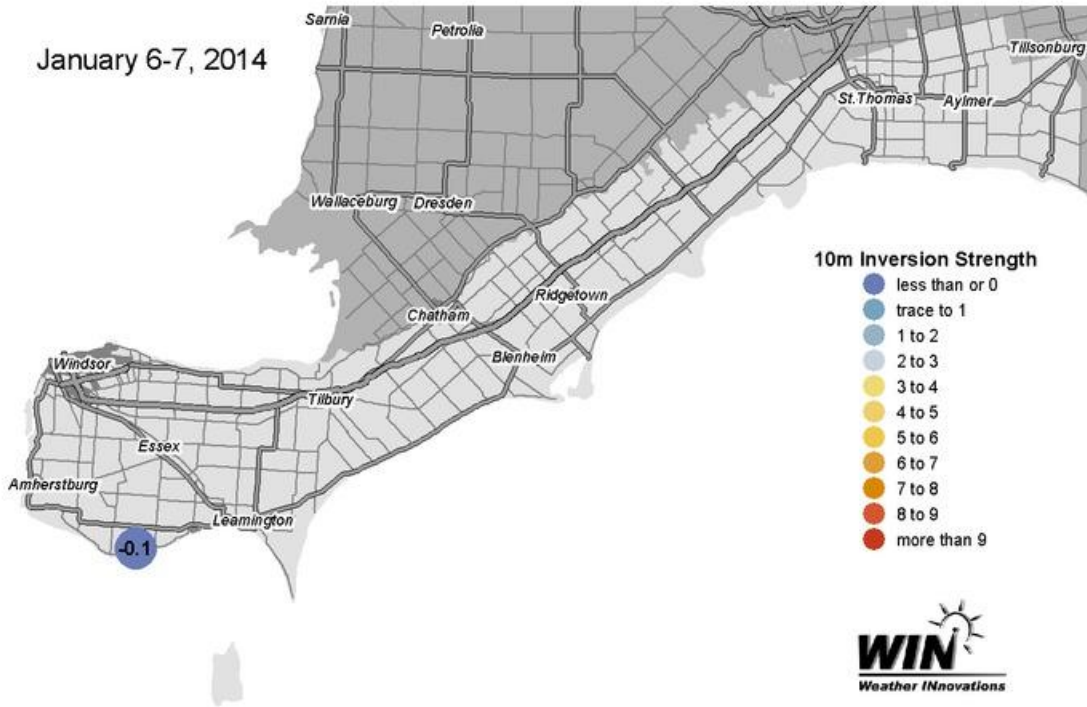 January 6-7, 2014
Sarnia
Petrolia
Tillsonburg
St.Thomas
Aylmer
Wallaceburg
Dresden
Chatham
Ridgetown
Blenheim
Windsor
Tilbury
Essex
Amherstburg
Leamington
-0.1
10m Inversion Strength
less than or 0
trace to 1
1 to 2
2 to 3
3 to 4
4 to 5
5 to 6
6 to 7
7 to 8
8 to 9
more than 9
WIN
Weather INnovations